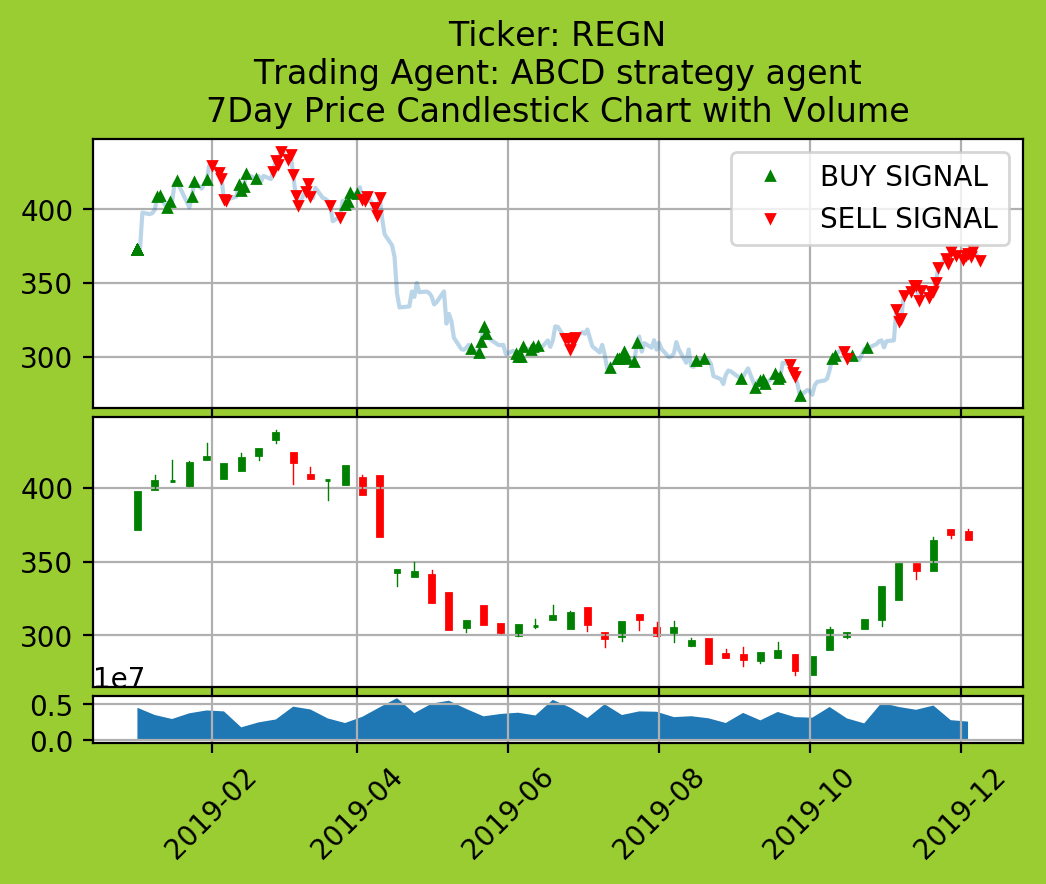 Ticker: REGN
Trading Agent: ABCD strategy agent
7Day Price Candlestick Chart with Volume
BUY SIGNAL
SELL SIGNAL
400
350
300
400
350
300
1e7
0.5
0.0
2019-02
2019-04
2019-06
2019-08
2019-10
2019-12